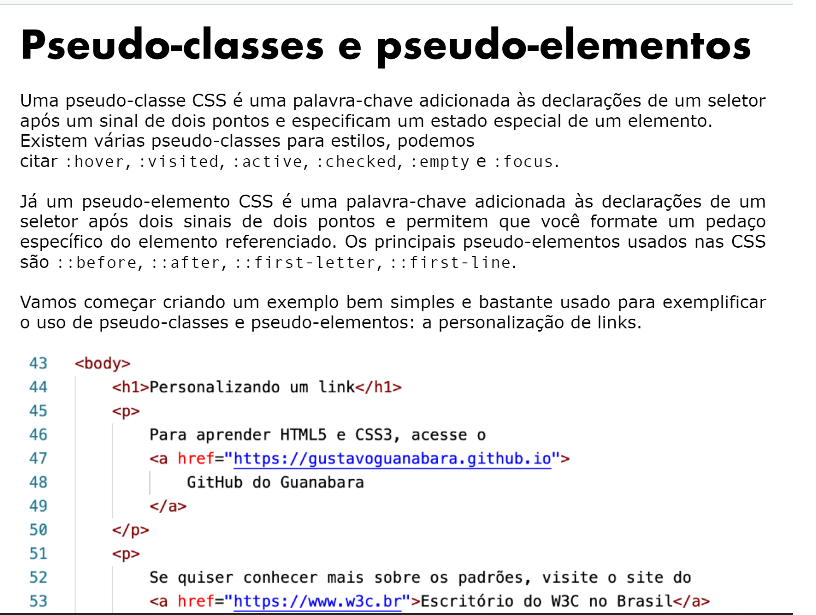 Pseudo-classes e pseudo-elementos
Uma pseudo-classe CSS é uma palavra-chave adicionada às declarações de um seletor
após um sinal de dois pontos e especificam um estado especial de um elemento.
Existem várias pseudo-classes para estilos, podemos
citar :hover, :visited, :active, :checked, :empty e :focus.
Já um pseudo-elemento CSS é uma palavra-chave adicionada às declarações de um
seletor após dois sinais de dois pontos e permitem que você formate um pedaço
específico do elemento referenciado. Os principais pseudo-elementos usados nas CSS
são ::before, ::after, ::first-letter, ::first-line.
Vamos começar criando um exemplo bem simples e bastante usado para exemplificar
o uso de pseudo-classes e pseudo-elementos: a personalização de links.
43 <body>
44 <h1>Personalizando um link</h1>
45 <p>
46 Para aprender HTML5 e CSS3, acesse o
47 <a href="https://gustavoguanabara.github.io">
48 GitHub do Guanabara
49 </a>
50 </p>
51 <p>
52 Se quiser conhecer mais sobre os padrões, visite o site do
53 <a href="https://www.w3c.br">Escritório do W3C no Brasil</a>